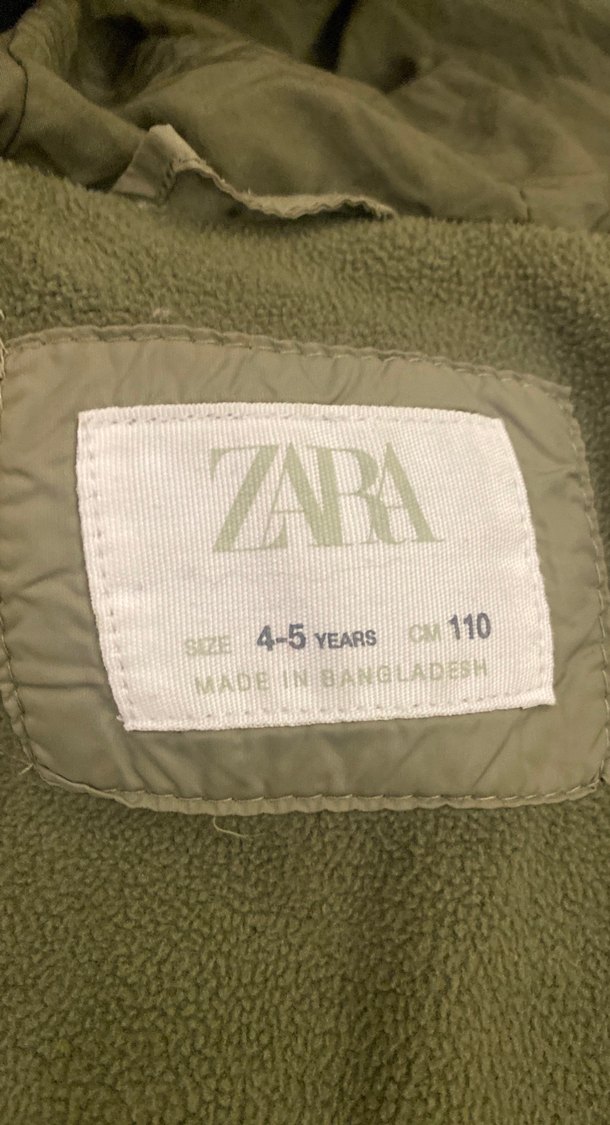 ZARA
SIZE 4-5 YEARS CM 110
MADE IN BANGLADESH